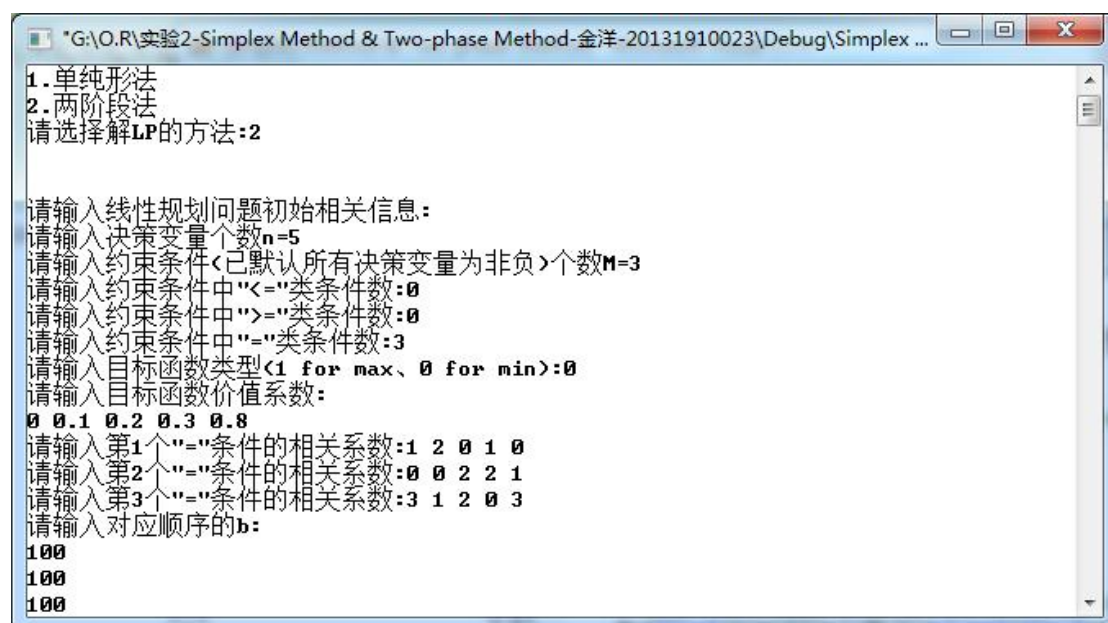 "G:\O.R\实验2-Simplex Method & Two-phase Method-金洋-20131910023\Debug\Simplex ...
1.单纯形法
2.两阶段法
请选择解LP的方法:2
请输入线性规划问题初始相关信息:
请输入决策变量个数n=5
请输入约束条件(已默认所有决策变量为非负)个数M=3
请输入约束条件中"<="类条件数:0
请输入约束条件中">="类条件数:0
请输入约束条件中"="类条件数:3
请输入目标函数类型(1 for max、0 for min):0
请输入目标函数价值系数:
0 0.1 0.2 0.3 0.8
请输入第1个"="条件的相关系数:1 2 0 1 0
请输入第2个"="条件的相关系数:0 0 2 2 1
请输入第3个"="条件的相关系数:3 1 2 0 3
请输入对应顺序的b:
100
100
100